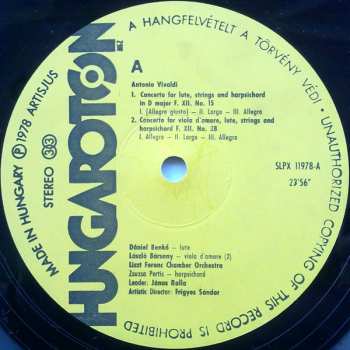 A HANGFELVÉTELT A TÖRVÉNY VÉDI · UNAUTHORIZED COPYING OF THIS RECORD IS PROHIBITED
MADE IN HUNGARY Ⓟ 1978 ARTISJUS
STEREO 33
HUNGAROTON
A
Antonio Vivaldi
1. Concerto for lute, strings and harpsichord
in D major F. XII. No. 15
I. (Allegro giusto) — II. Largo — III. Allegro
2. Concerto for viola d'amore, lute, strings and
harpsichord F. XII. No. 38
I. Allegro — II. Largo — III. Allegro
SLPX 11978-A
23'56"
Dániel Benkő — lute
László Bársony — viola d'amore (2)
Liszt Ferenc Chamber Orchestra
Zsuzsa Pertis — harpsichord
Leader: János Rolla
Artistic Director: Frigyes Sándor